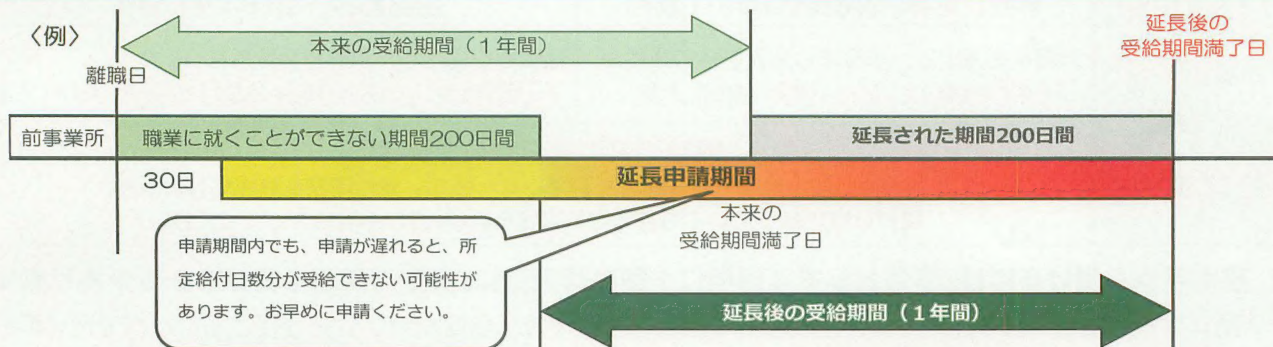 〈例〉
本来の受給期間（１年間）
延長後の
受給期間満了日
離職日
前事業所
職業に就くことができない期間200日間
延長された期間200日間
30日
延長申請期間
本来の
受給期間満了日
申請期間内でも、申請が遅れると、所
定給付日数分が受給できない可能性が
あります。お早めに申請ください。
延長後の受給期間（１年間）